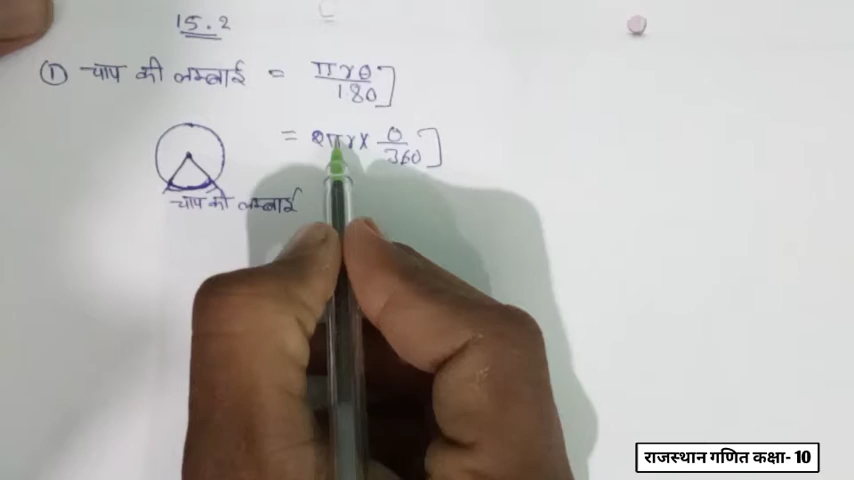 15.2
① चाप की लम्बाई = πrθ/180]
= 2πr × θ/360]
चाप की लम्बाई
राजस्थान गणित कक्षा- 10